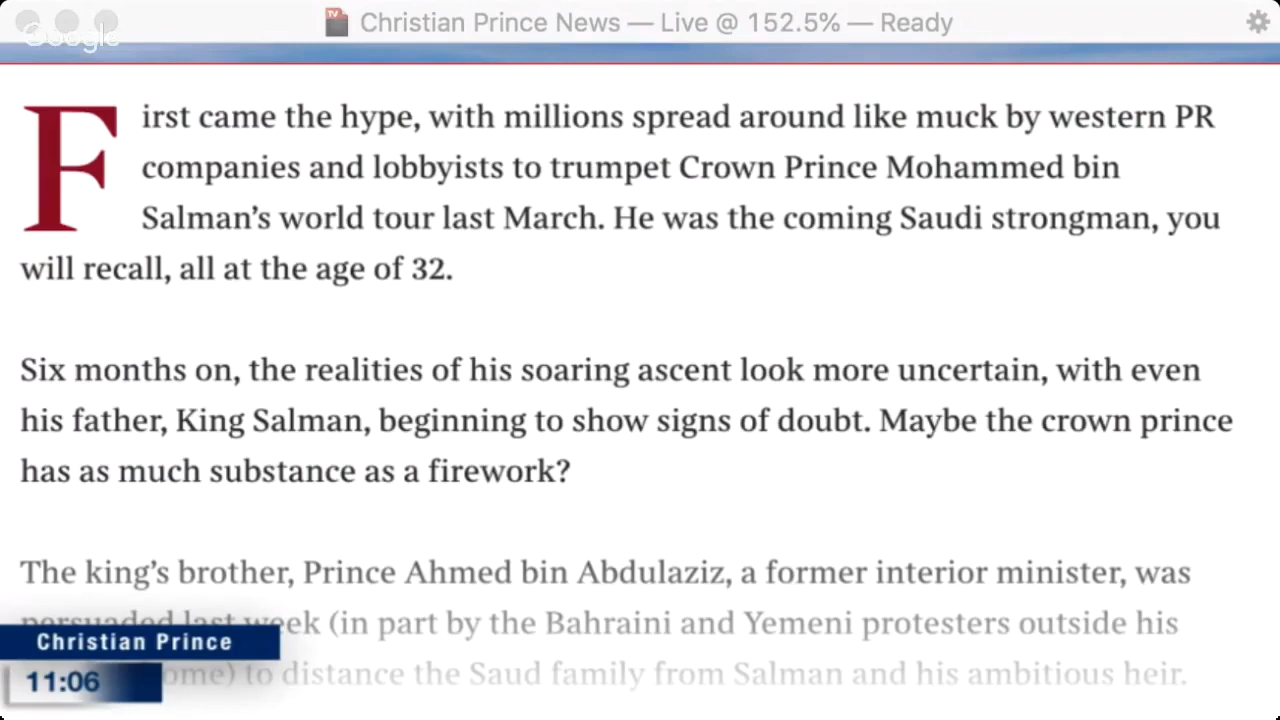 Google
Christian Prince News — Live @ 152.5% — Ready
First came the hype, with millions spread around like muck by western PR
companies and lobbyists to trumpet Crown Prince Mohammed bin
Salman’s world tour last March. He was the coming Saudi strongman, you
will recall, all at the age of 32.
Six months on, the realities of his soaring ascent look more uncertain, with even
his father, King Salman, beginning to show signs of doubt. Maybe the crown prince
has as much substance as a firework?
The king’s brother, Prince Ahmed bin Abdulaziz, a former interior minister, was
persuaded last week (in part by the Bahraini and Yemeni protesters outside his
to distance the Saud family from Salman and his ambitious heir.
Christian Prince
11:06